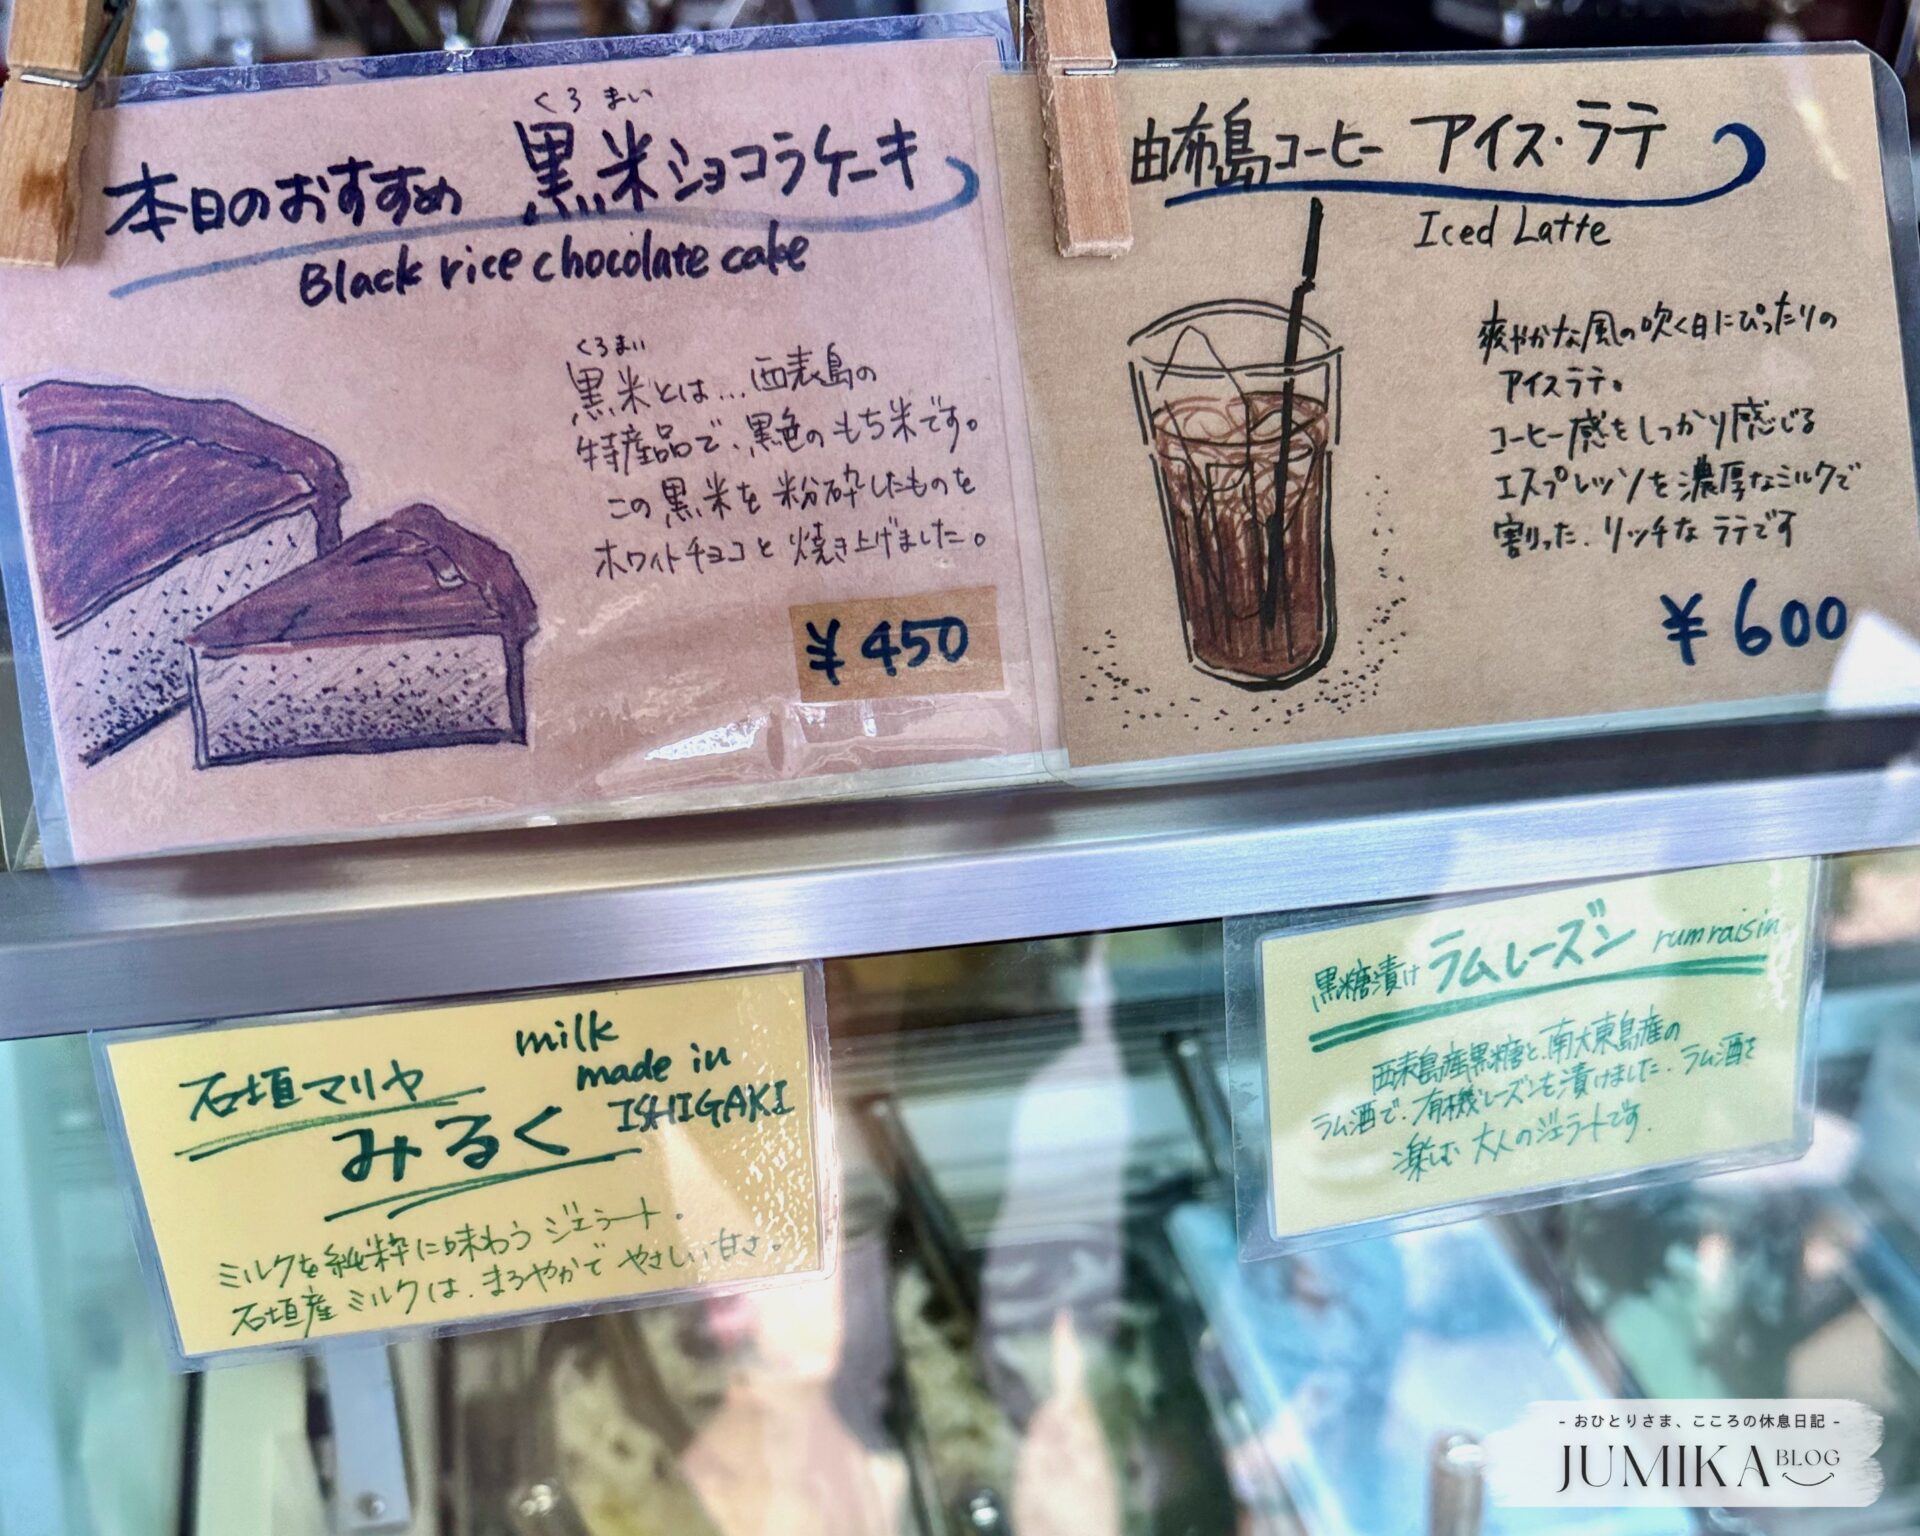 くろまい
本日のおすすめ 黒米ショコラケーキ
Black rice chocolate cake
くろまい
黒米とは... 西表島の
特産品で、黒色のもち米です。
この黒米を粉砕したものを
ホワイトチョコと焼き上げました。
¥450
由布島コーヒー アイス・ラテ
Iced Latte
爽やかな風の吹く日にぴったりの
アイスラテ。
コーヒー感をしっかり感じる
エスプレッソを濃厚なミルクで
割った、リッチなラテです
¥600
石垣マリヤ
みるく
milk
made in
ISHIGAKI
ミルクを純粋に味わうジェラート。
石垣産ミルクは、まろやかでやさしい甘さ。
黒糖漬け ラムレーズン rum raisin
西表島産黒糖と、南大東島産の
ラム酒で、有機レーズンを漬けました。ラム酒を
楽しむ 大人のジェラートです。
- おひとりさま、こころの休息日記 -
JUMIKA BLOG